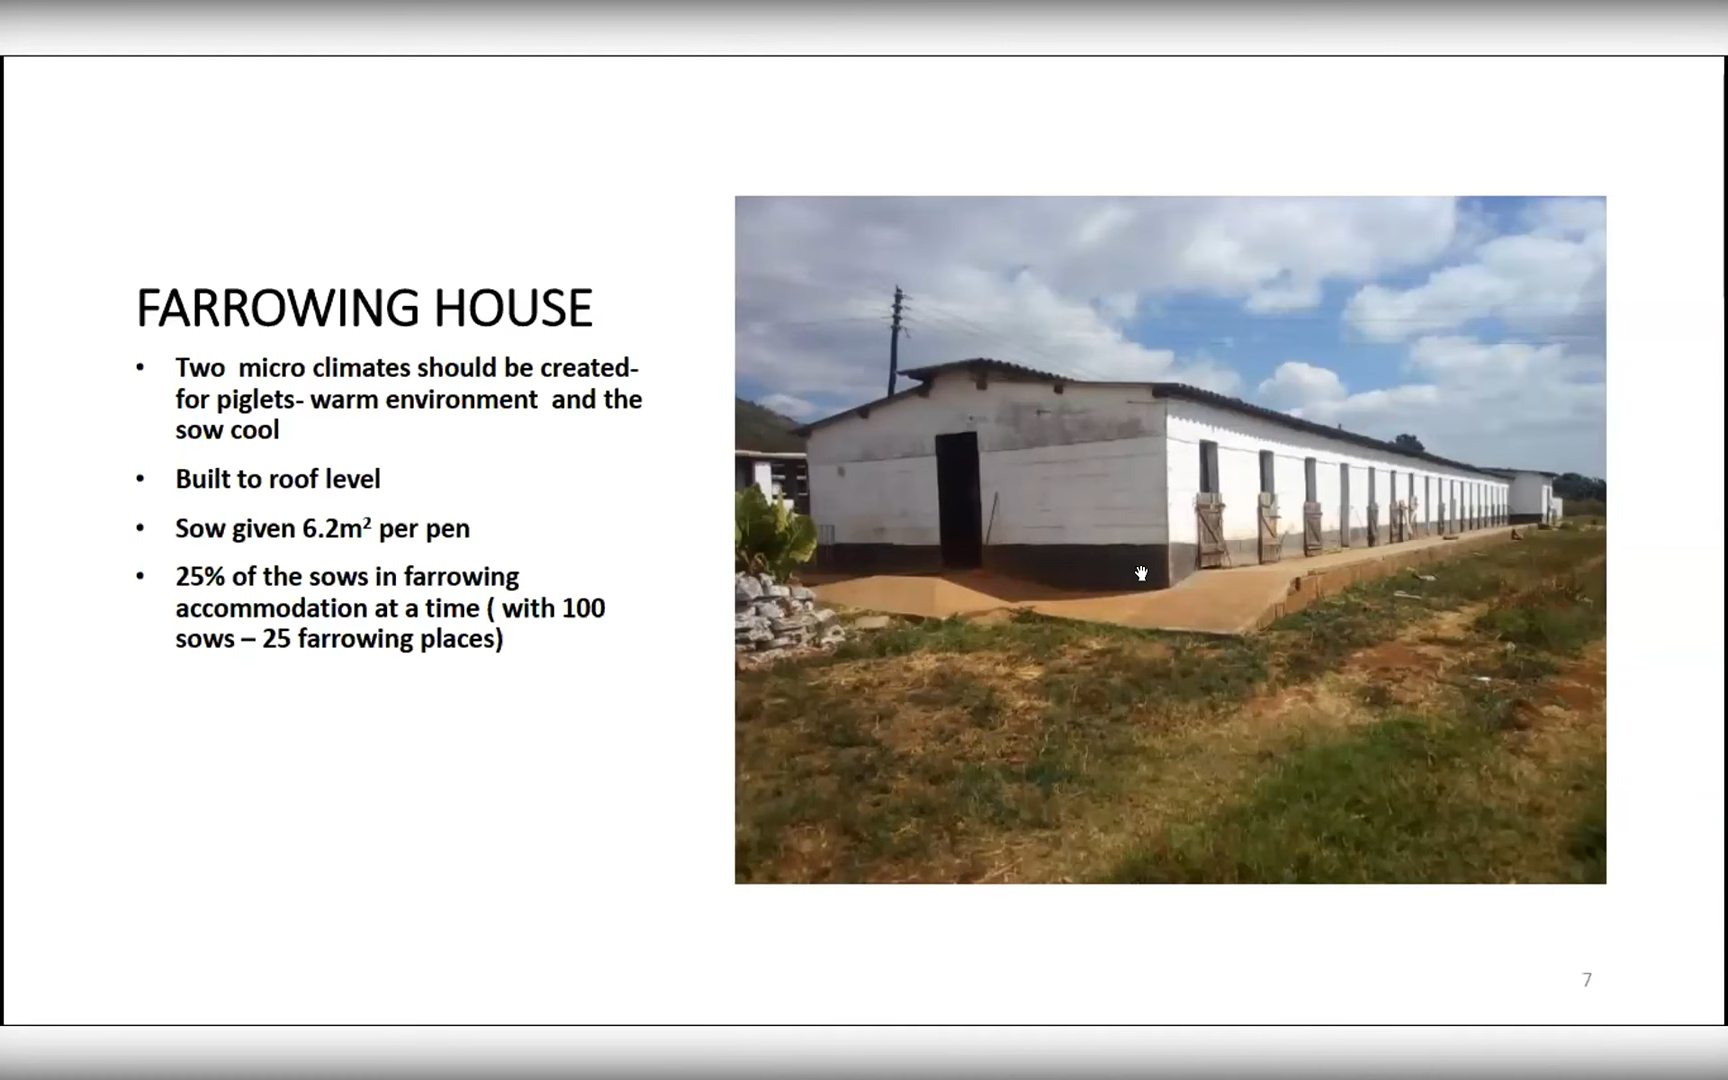 FARROWING HOUSE
• Two micro climates should be created-
for piglets- warm environment and the
sow cool
• Built to roof level
• Sow given 6.2m² per pen
• 25% of the sows in farrowing
accommodation at a time ( with 100
sows – 25 farrowing places)
7